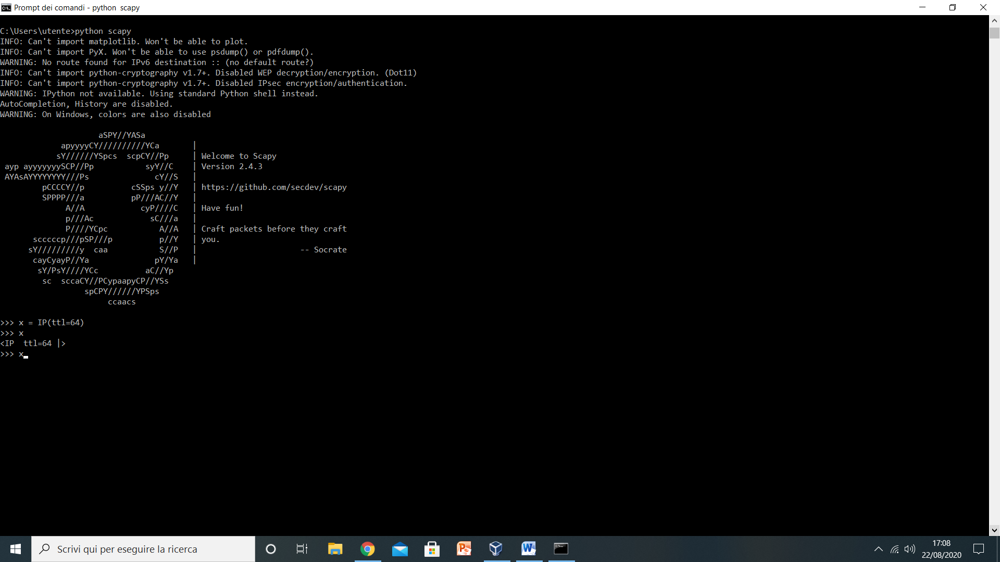 Prompt dei comandi - python  scapy
C:\Users\utente>python scapy
INFO: Can't import matplotlib. Won't be able to plot.
INFO: Can't import PyX. Won't be able to use psdump() or pdfdump().
WARNING: No route found for IPv6 destination :: (no default route?)
INFO: Can't import python-cryptography v1.7+. Disabled WEP decryption/encryption. (Dot11)
INFO: Can't import python-cryptography v1.7+. Disabled IPsec encryption/authentication.
WARNING: IPython not available. Using standard Python shell instead.
AutoCompletion, History are disabled.
WARNING: On Windows, colors are also disabled
                     aSPY//YASa
             apyyyyCY//////////YCa       |
            sY//////YSpcs  scpCY//Pp     | Welcome to Scapy
 ayp ayyyyyyySCP//Pp           syY//C    | Version 2.4.3
 AYAsAYYYYYYYY///Ps              cY//S   |
         pCCCCY//p          cSSps y//Y   | https://github.com/secdev/scapy
         SPPPP///a          pP///AC//Y   |
              A//A            cyP////C   | Have fun!
              p///Ac            sC///a   |
              P////YCpc           A//A   | Craft packets before they craft
       scccccp///pSP///p          p//Y   | you.
      sY/////////y  caa           S//P   |                      -- Socrate
       cayCyayP//Ya              pY/Ya   |
        sY/PsY////YCc          aC//Yp
         sc  sccaCY//PCypaapyCP//YSs
                  spCPY//////YPSps
                       ccaacs
>>> x = IP(ttl=64)
>>> x
<IP  ttl=64 |>
>>> x
Scrivi qui per eseguire la ricerca
17:08
22/08/2020